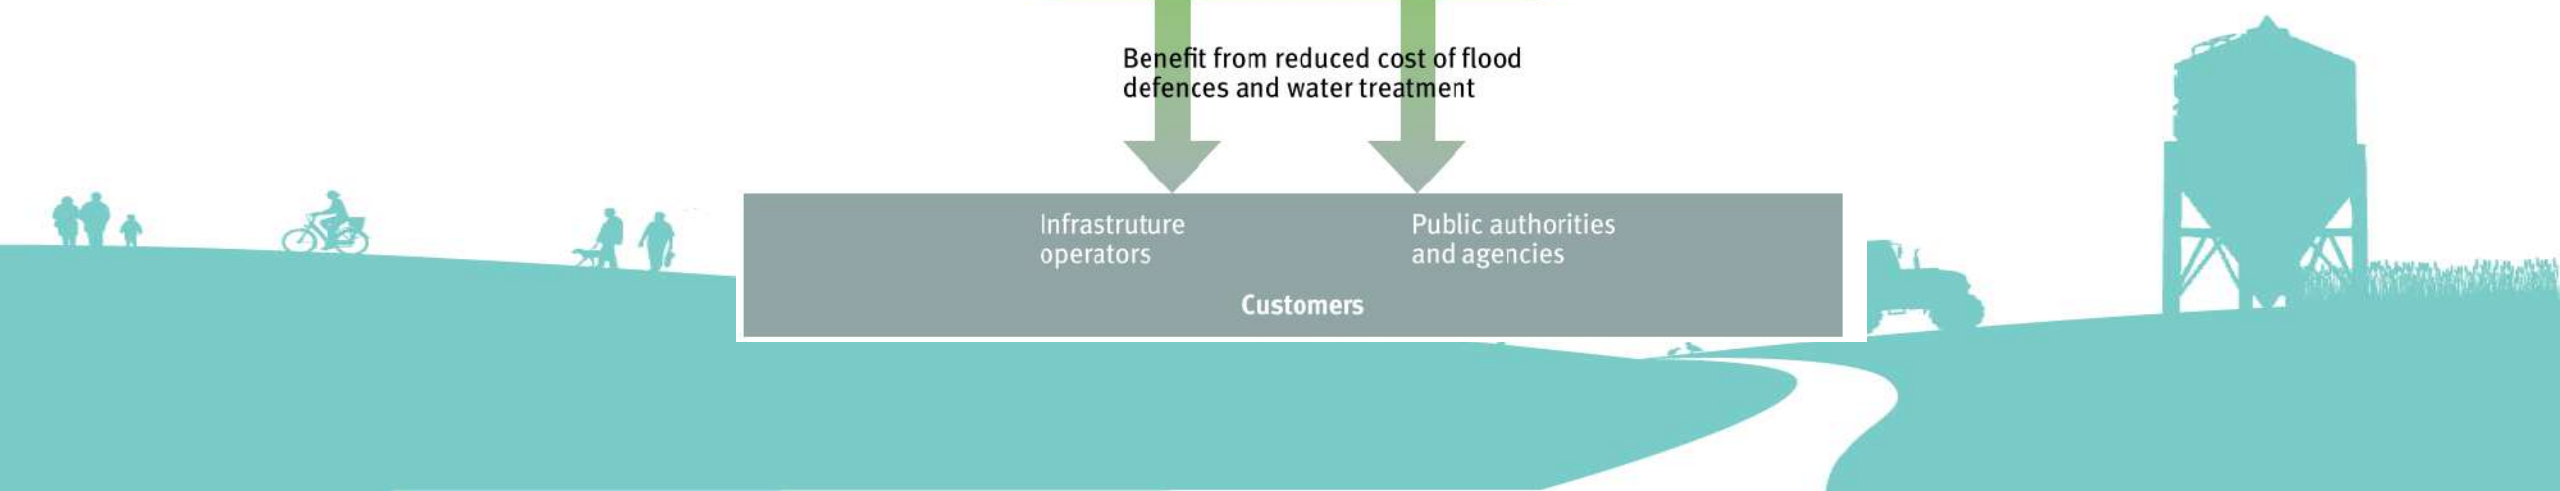 Benefit from reduced cost of flood
defences and water treatment
Infrastruture
operators
Public authorities
and agencies
Customers